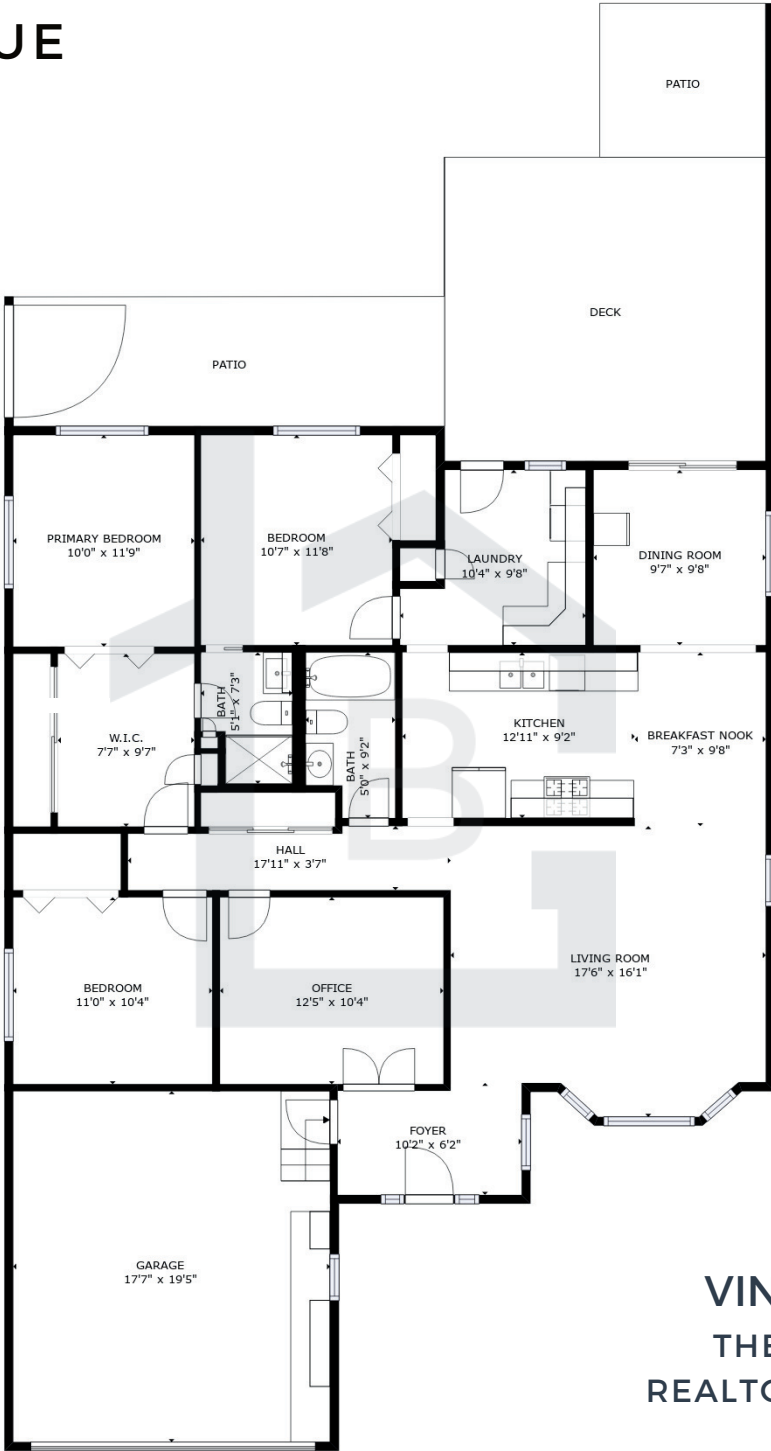 UE
PATIO
DECK
PATIO
PRIMARY BEDROOM
10'0" x 11'9"
BEDROOM
10'7" x 11'8"
LAUNDRY
10'4" x 9'8"
DINING ROOM
9'7" x 9'8"
W.I.C.
7'7" x 9'7"
BATH
5'1" x 7'3"
BATH
5'0" x 9'2"
KITCHEN
12'11" x 9'2"
BREAKFAST NOOK
7'3" x 9'8"
B
HALL
17'11" x 3'7"
BEDROOM
11'0" x 10'4"
OFFICE
12'5" x 10'4"
LIVING ROOM
17'6" x 16'1"
FOYER
10'2" x 6'2"
GARAGE
17'7" x 19'5"
VIN
THE
REALTO